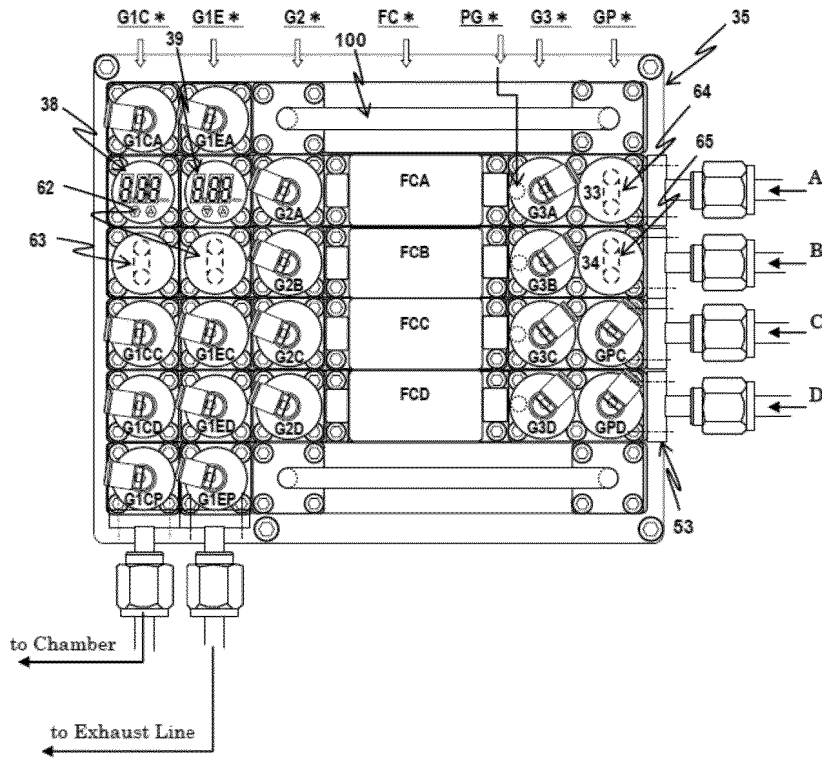 G1C＊ G1E＊ G2＊ FC＊ PG＊ G3＊ GP＊ 35
39 100
38 64
G1CA G1EA
65
62 8.88 8.88 G2A FCA G3A 33 A
63 G2B FCB G3B 34 B
G1CC G1EC G2C FCC G3C GPC C
G1CD G1ED G2D FCD G3D GPD D
G1CP G1EP
53
to Chamber
to Exhaust Line